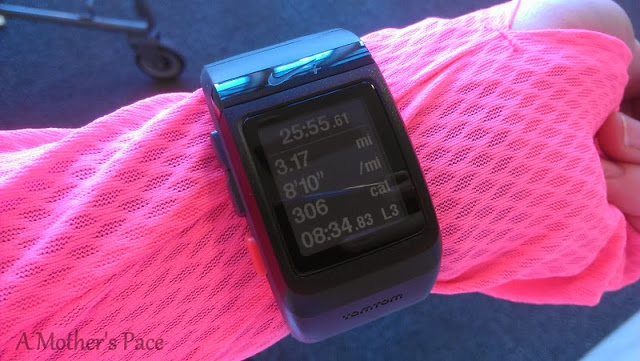 25:55.61
3.17 mi
8'10" /mi
306 cal
08:34.83 L3
TOMTOM
A Mother's Pace